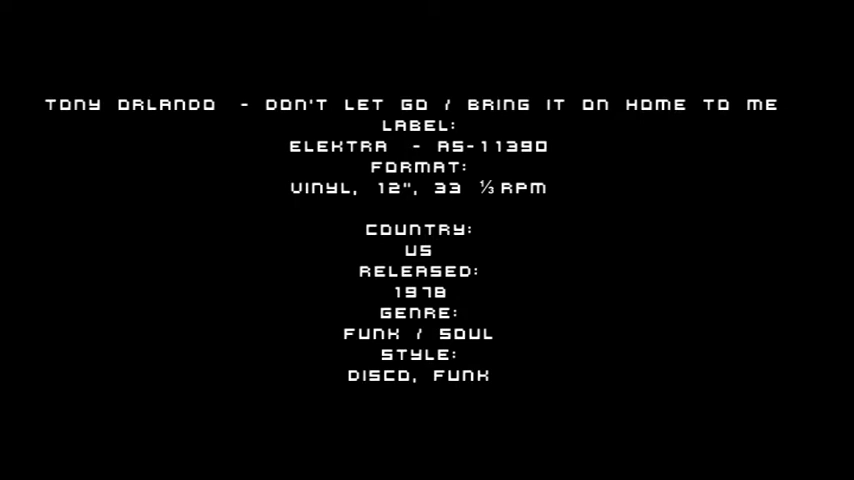 TONY ORLANDO - DON'T LET GO / BRING IT ON HOME TO ME
LABEL:
ELEKTRA - AS-11390
FORMAT:
VINYL, 12", 33 ⅓ RPM
COUNTRY:
US
RELEASED:
1978
GENRE:
FUNK / SOUL
STYLE:
DISCO, FUNK